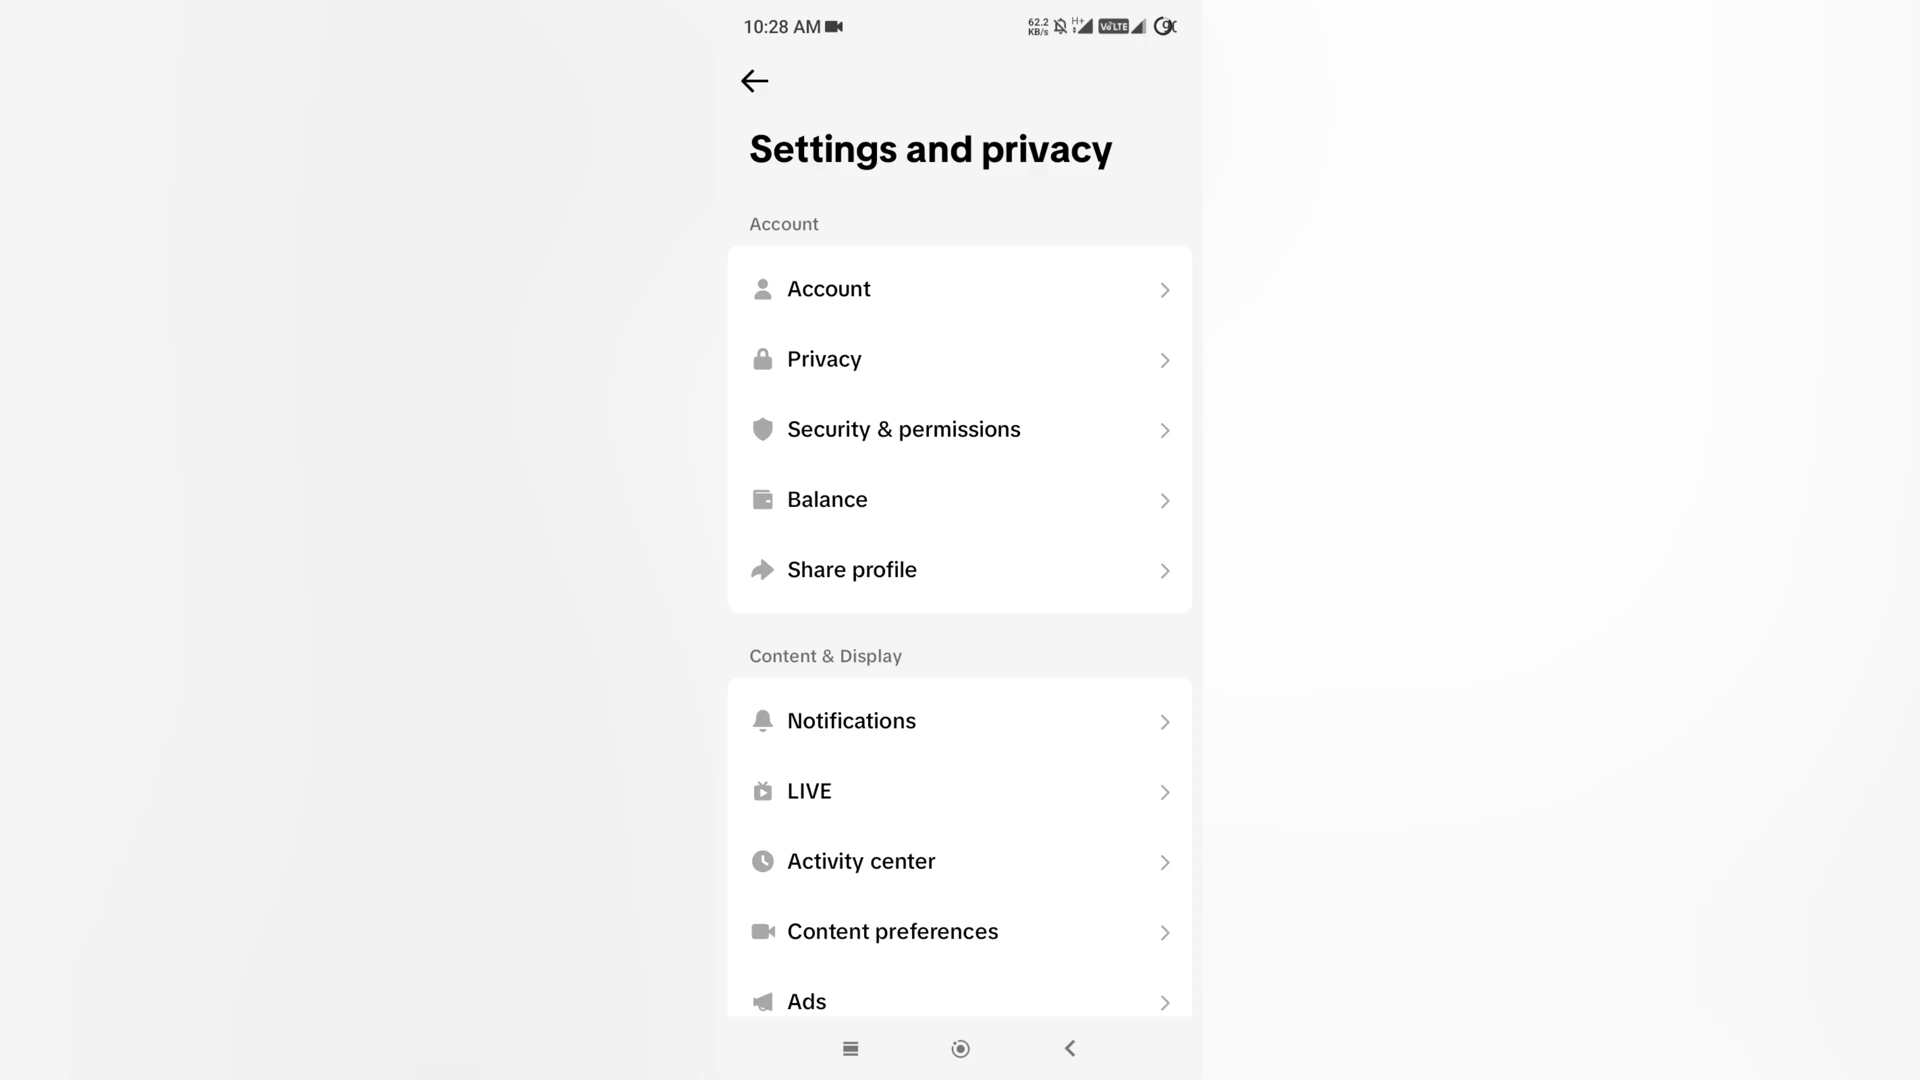 10:28 AM
62.2
KB/s
H+
VoLTE
Settings and privacy
Account
Account
Privacy
Security & permissions
Balance
Share profile
Content & Display
Notifications
LIVE
Activity center
Content preferences
Ads